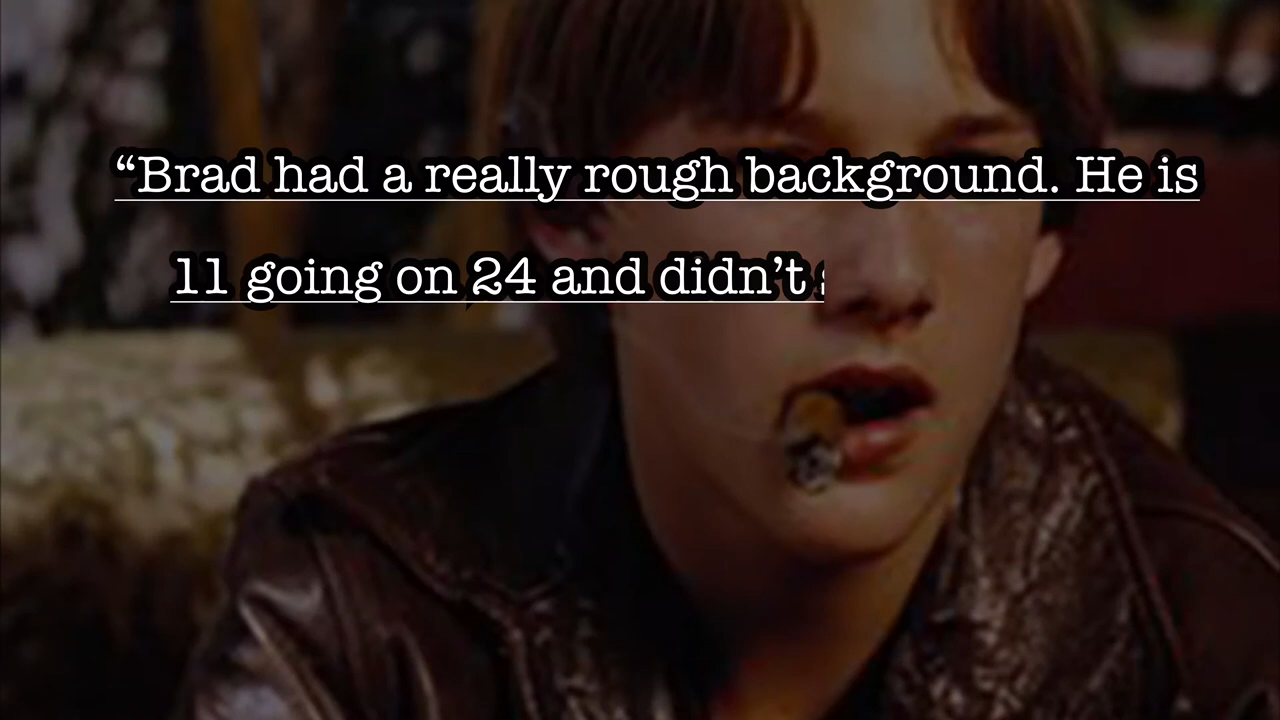 “Brad had a really rough background. He is
11 going on 24 and didn’t